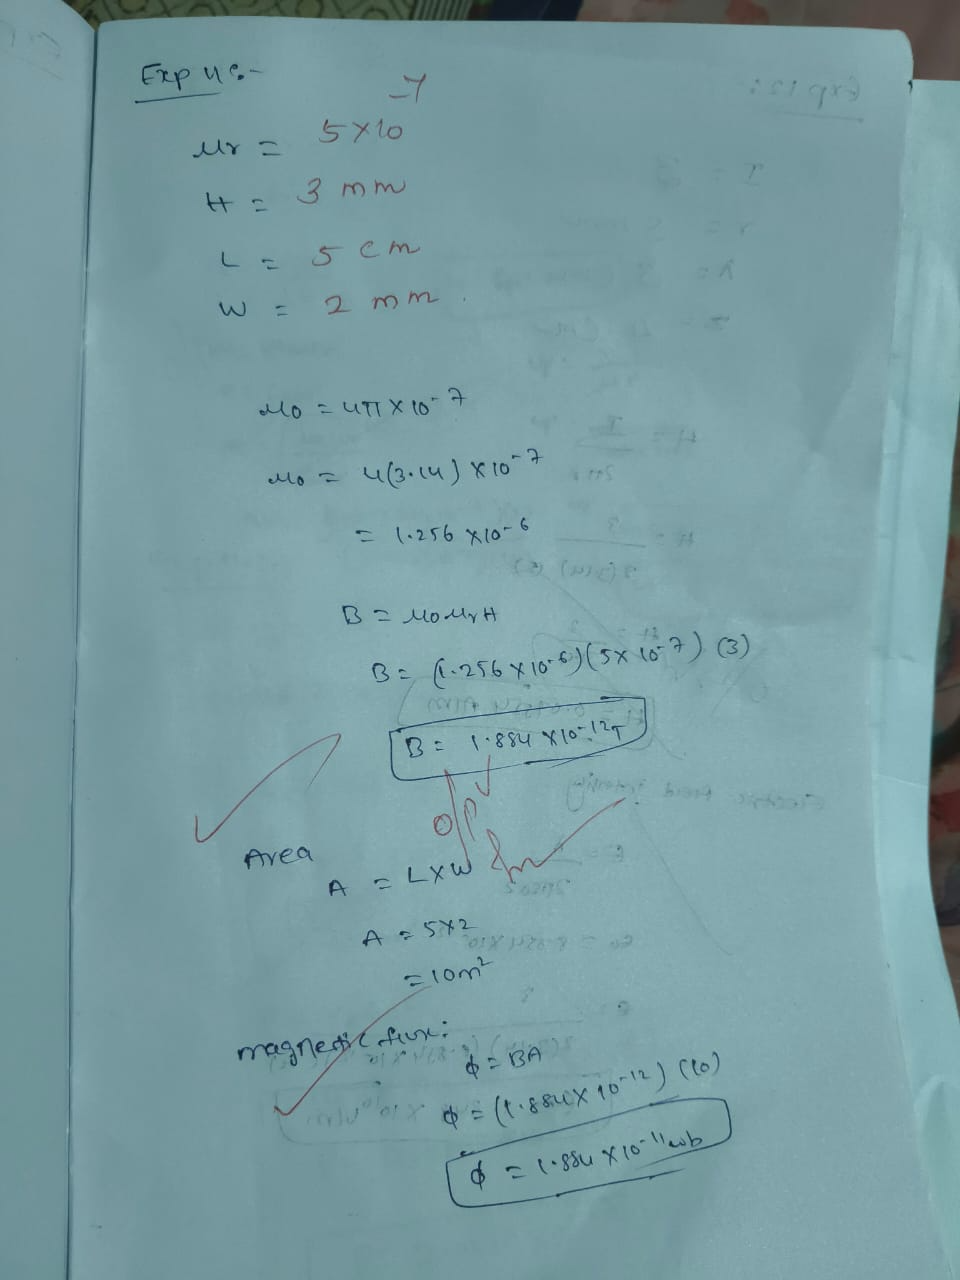 Exp 4:-
μr = 5×10⁻⁷
H = 3 mm
L = 5 cm
W = 2 mm.
μo = 4π×10⁻⁷
μo = 4(3.14)×10⁻⁷
= 1.256×10⁻⁶
B = μoμrH
B = (1.256×10⁻⁶)(5×10⁻⁷) (3)
B = 1.884×10⁻¹²T
O/P
Area
A = L×W
A = 5×2
= 10m²
magnetic flux:
ϕ = BA
ϕ = (1.884×10⁻¹²) (10)
ϕ = 1.884×10⁻¹¹wb